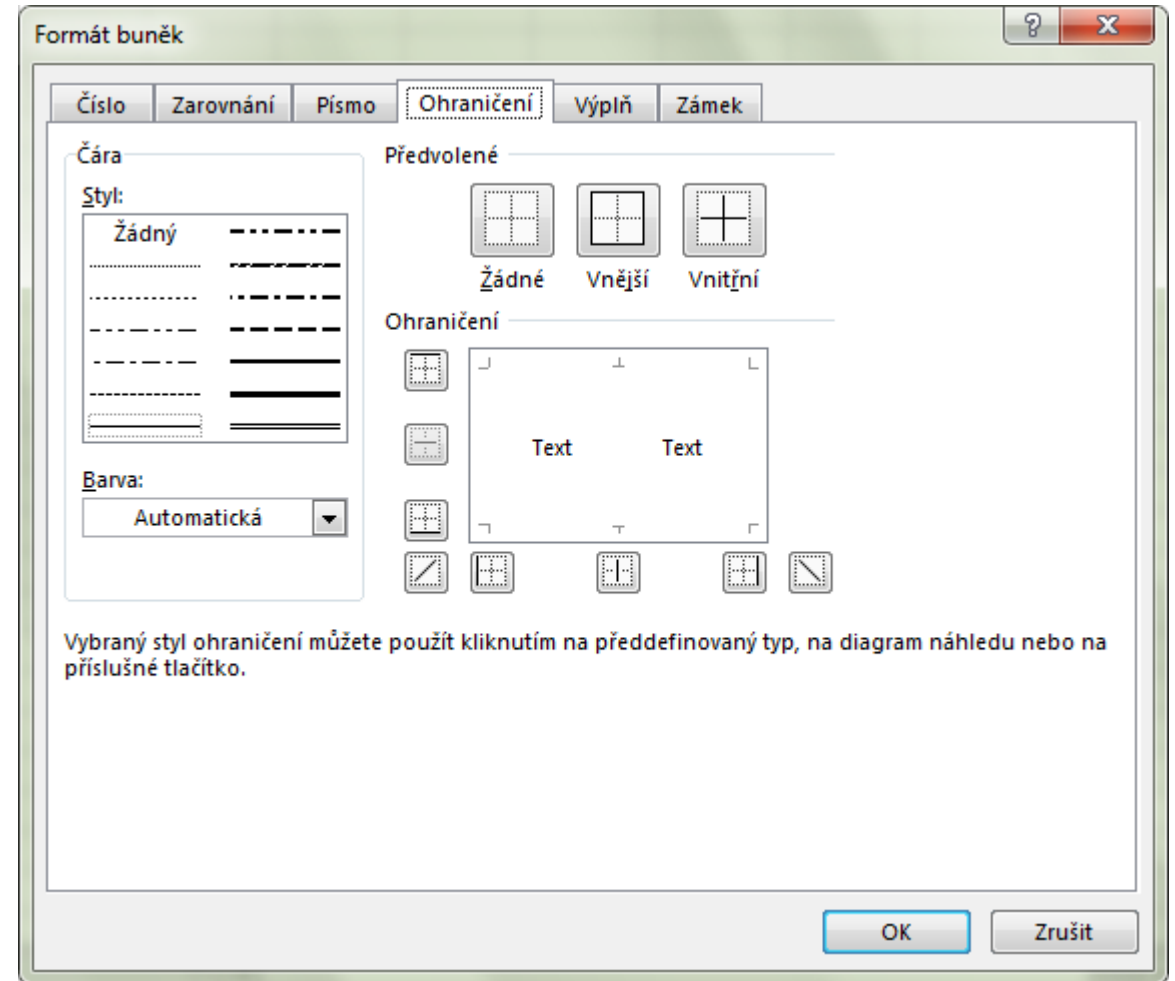 Formát buněk
Číslo Zarovnání Písmo Ohraničení Výplň Zámek
Čára
Styl:
Žádný
Barva:
Automatická
Předvolené
Žádné Vnější Vnitřní
Ohraničení
Text Text
Vybraný styl ohraničení můžete použít kliknutím na předdefinovaný typ, na diagram náhledu nebo na
příslušné tlačítko.
OK Zrušit